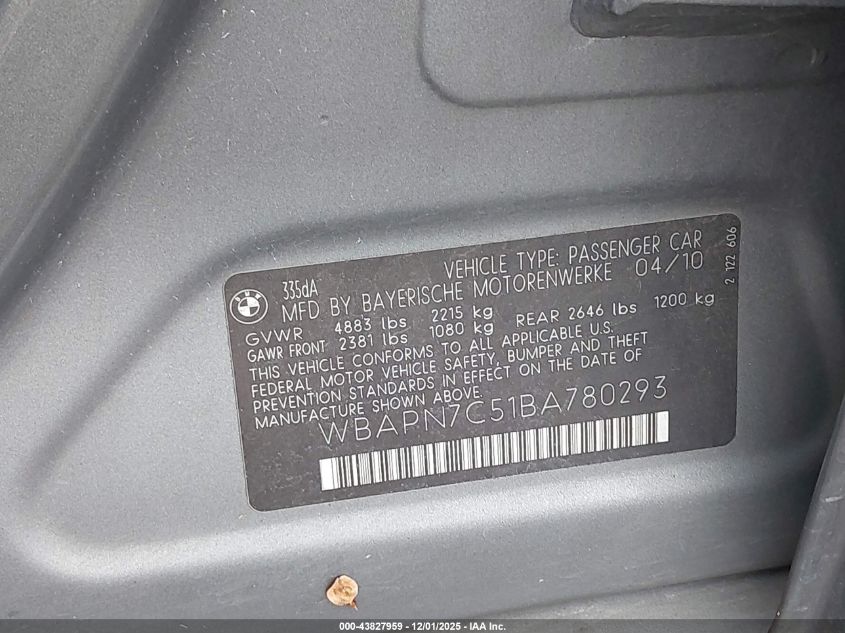 BMW
335dA
VEHICLE TYPE: PASSENGER CAR
MFD BY BAYERISCHE MOTORENWERKE 04/10
GVWR 4883 lbs 2215 kg
GAWR FRONT 2381 lbs 1080 kg REAR 2646 lbs 1200 kg
THIS VEHICLE CONFORMS TO ALL APPLICABLE U.S.
FEDERAL MOTOR VEHICLE SAFETY, BUMPER AND THEFT
PREVENTION STANDARDS IN EFFECT ON THE DATE OF
MANUFACTURE SHOWN ABOVE.
WBAPN7C51BA780293
2 122 606
000-43827959 - 12/01/2025 - IAA Inc.